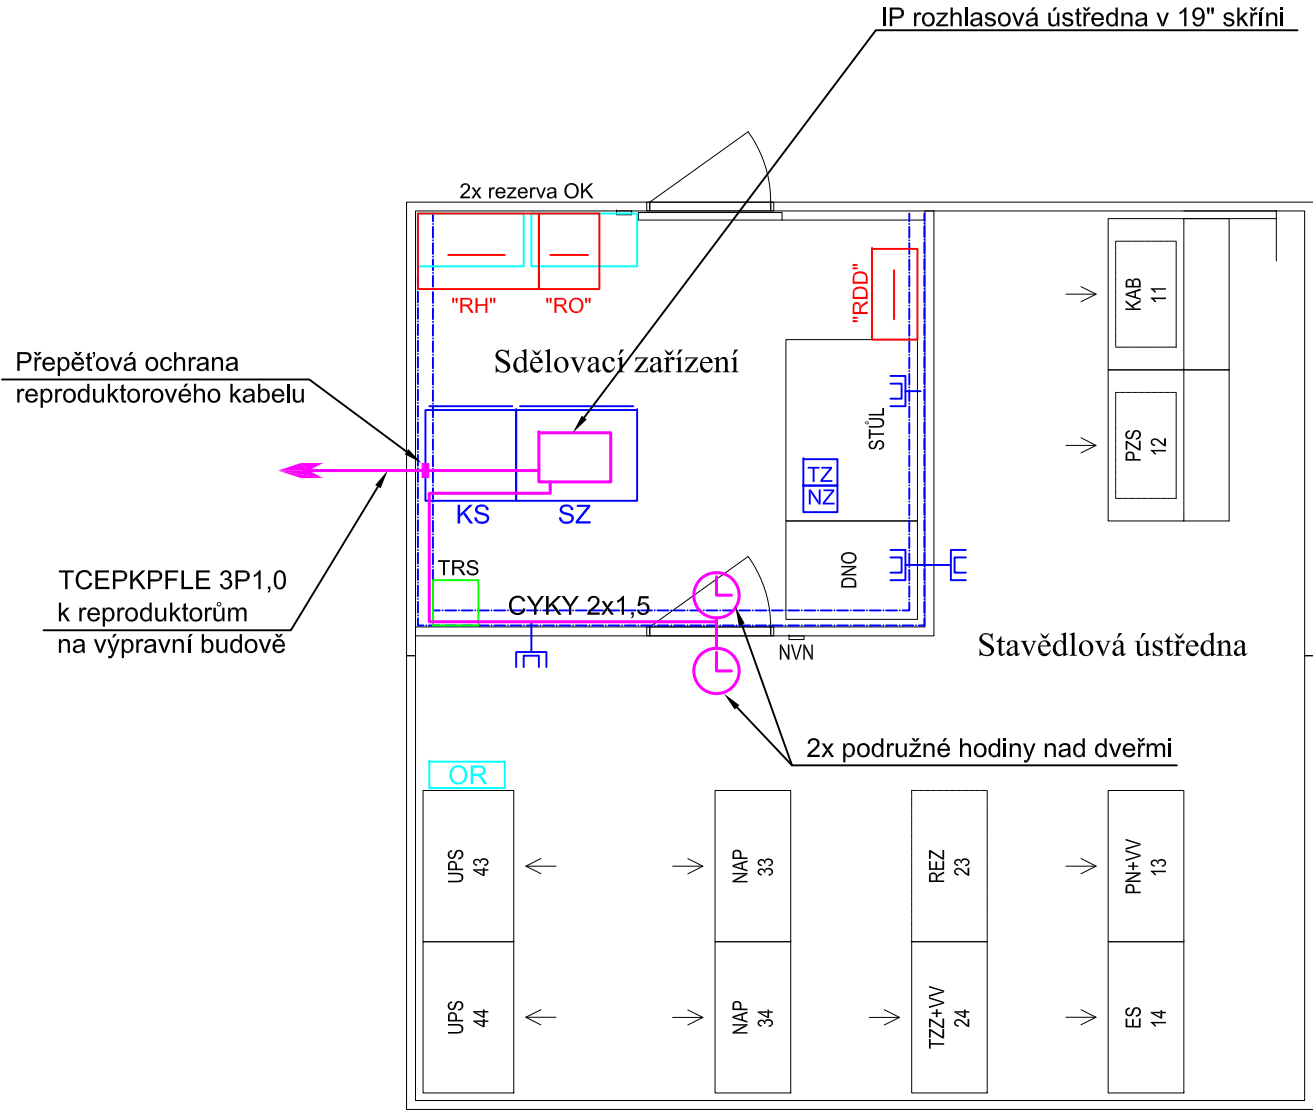 IP rozhlasová ústředna v 19" skříni
2x rezerva OK
"RH"
"RO"
"RDD"
KAB
11
Přepěťová ochrana
reproduktorového kabelu
Sdělovací zařízení
STŮL
PZS
12
TZ
NZ
KS
SZ
TCEPKPFLE 3P1,0
k reproduktorům
na výpravní budově
TRS
CYKY 2x1,5
DNO
NVN
Stavědlová ústředna
2x podružné hodiny nad dveřmi
OR
UPS
43
NAP
33
REZ
23
PN+VV
13
UPS
44
NAP
34
TZZ+VV
24
ES
14